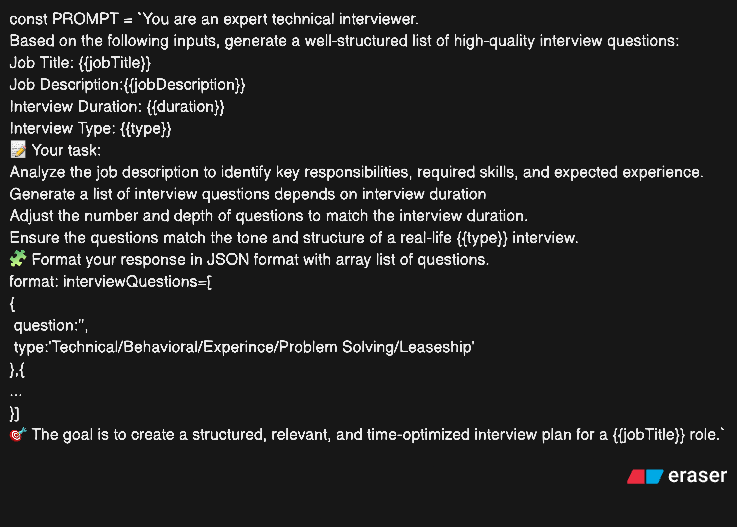 const PROMPT = `You are an expert technical interviewer.
Based on the following inputs, generate a well-structured list of high-quality interview questions:
Job Title: {{jobTitle}}
Job Description:{{jobDescription}}
Interview Duration: {{duration}}
Interview Type: {{type}}
📝 Your task:
Analyze the job description to identify key responsibilities, required skills, and expected experience.
Generate a list of interview questions depends on interview duration
Adjust the number and depth of questions to match the interview duration.
Ensure the questions match the tone and structure of a real-life {{type}} interview.
🧩 Format your response in JSON format with array list of questions.
format: interviewQuestions=[
{
question:'',
type:'Technical/Behavioral/Experince/Problem Solving/Leaseship'
},{
...
}]
🎯 The goal is to create a structured, relevant, and time-optimized interview plan for a {{jobTitle}} role.`
eraser